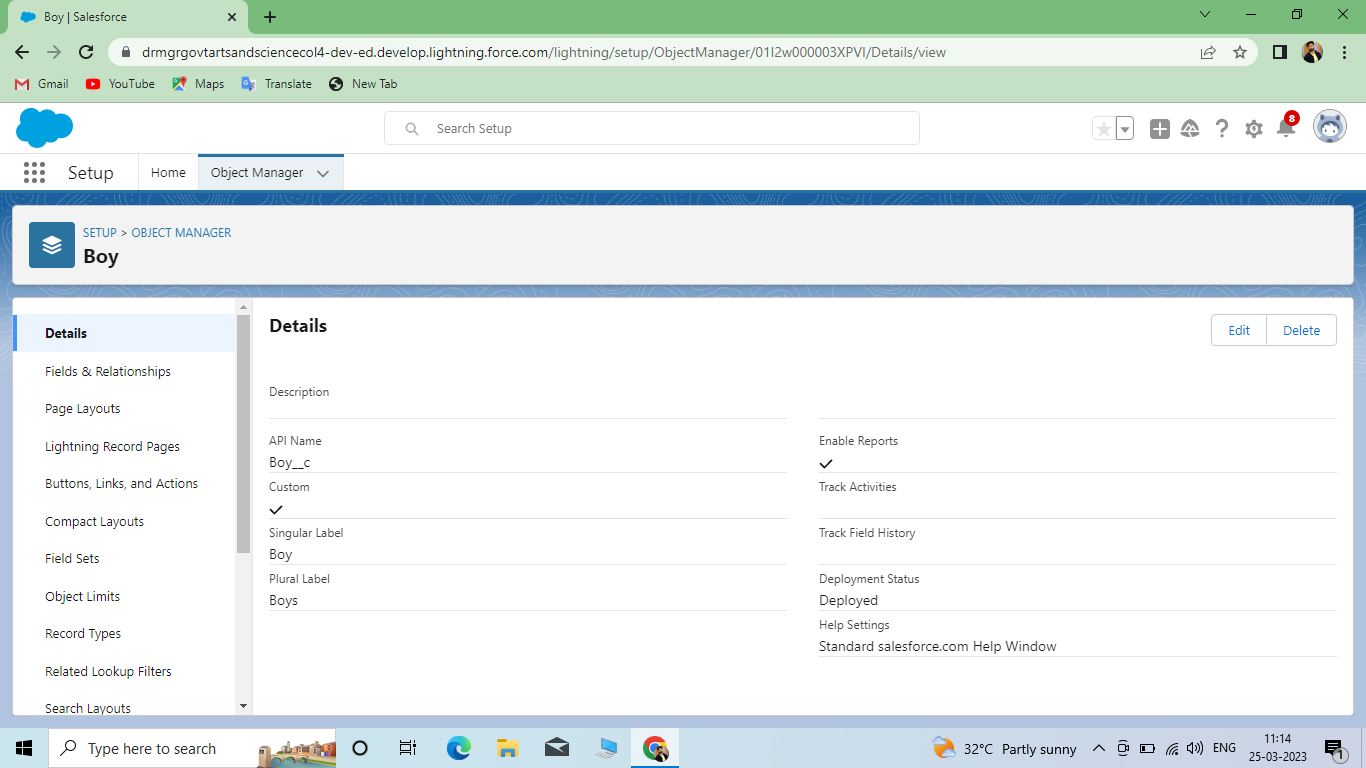 Boy | Salesforce
drmgrgovtartsandsciencecol4-dev-ed.develop.lightning.force.com/lightning/setup/ObjectManager/01I2w000003XPVI/Details/view
Gmail YouTube Maps Translate New Tab
Search Setup
8
Setup Home Object Manager
SETUP > OBJECT MANAGER
Boy
Details
Fields & Relationships
Page Layouts
Lightning Record Pages
Buttons, Links, and Actions
Compact Layouts
Field Sets
Object Limits
Record Types
Related Lookup Filters
Search Layouts
Details
Edit Delete
Description
API Name
Boy__c
Custom
Singular Label
Boy
Plural Label
Boys
Enable Reports
Track Activities
Track Field History
Deployment Status
Deployed
Help Settings
Standard salesforce.com Help Window
Type here to search
32°C Partly sunny
ENG
11:14
25-03-2023
1